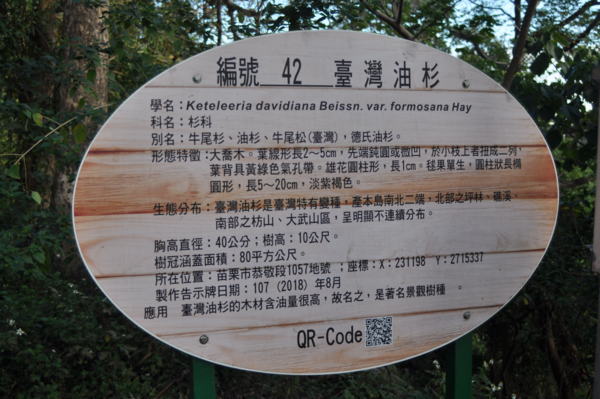 編號 42 臺灣油杉
學名：Keteleeria davidiana Beissn. var. formosana Hay
科名：杉科
別名：牛尾杉、油杉、牛尾松(臺灣)，德氏油杉。
形態特徵：大喬木。葉線形長2～5cm，先端鈍圓或微凹，於小枝上者扭成二列，
葉背具黃綠色氣孔帶。雄花圓柱形，長1cm。毬果單生，圓柱狀長橢
圓形，長5～20cm，淡紫褐色。
生態分布：臺灣油杉是臺灣特有變種，產本島南北二端，北部之坪林、礁溪
南部之枋山、大武山區，呈明顯不連續分布。
胸高直徑：40公分；樹高：10公尺。
樹冠涵蓋面積：80平方公尺。
所在位置：苗栗市恭敬段1057地號 ；座標：X：231198 Y：2715337
製作告示牌日期：107（2018）年8月
應用 臺灣油杉的木材含油量很高，故名之，是著名景觀樹種 。
QR-Code